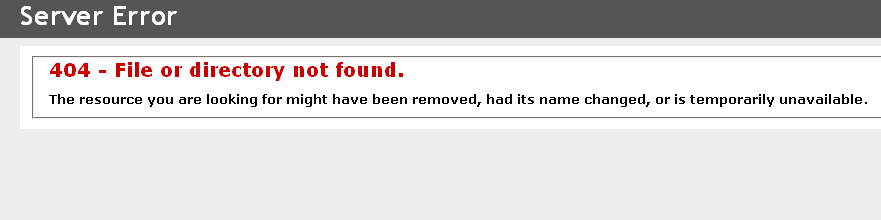 Server Error
404 - File or directory not found.
The resource you are looking for might have been removed, had its name changed, or is temporarily unavailable.